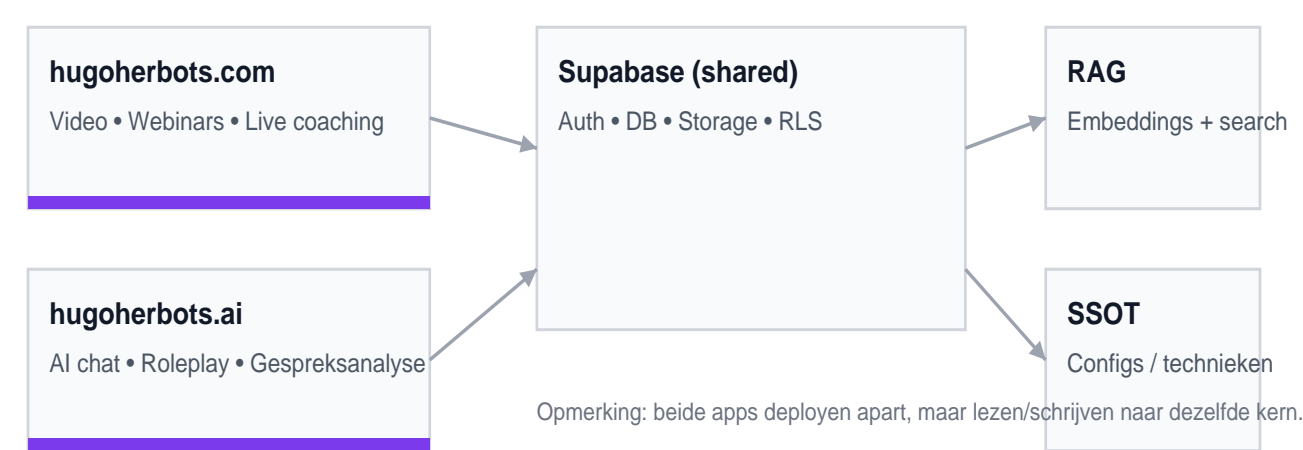 hugoherbots.com
Video • Webinars • Live coaching
Supabase (shared)
Auth • DB • Storage • RLS
RAG
Embeddings + search
hugoherbots.ai
AI chat • Roleplay • Gespreksanalyse
SSOT
Configs / technieken
Opmerking: beide apps deployen apart, maar lezen/schrijven naar dezelfde kern.